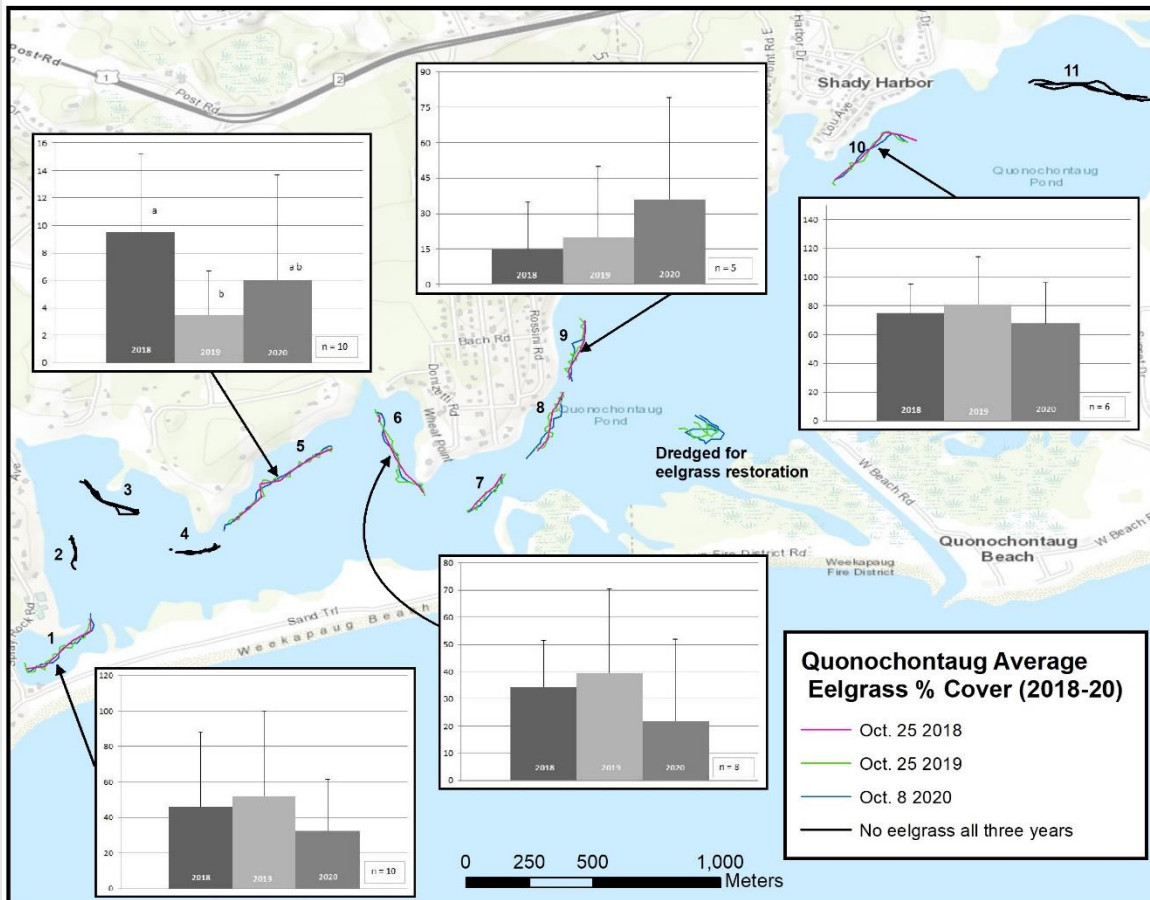 Post-Rd
1
Post Rd
2
Shady Harbor
Lou Ave
11
10
Quonochontaug
Pond
90
75
60
45
30
15
0
2018
2019
2020
n = 5
16
14
12
10
8
6
4
2
0
a
b
a b
2018
2019
2020
n = 10
140
120
100
80
60
40
20
0
2018
2019
2020
n = 6
Bach Rd
Rossini Rd
Donizetti Rd
Wheat Point
9
8
Quonochontaug
Pond
6
5
7
Dredged for
eelgrass restoration
3
4
2
1
W Beach Rd
W Beach R
Quonochontaug
Beach
Fire District Rd
Weekapaug
Fire District
Ave
Spray Rock Rd
Sand Trl
Weekapaug Beach
80
70
60
50
40
30
20
10
0
2018
2019
2020
n = 8
120
100
80
60
40
20
0
2018
2019
2020
n = 10
Quonochontaug Average
Eelgrass % Cover (2018-20)
Oct. 25 2018
Oct. 25 2019
Oct. 8 2020
No eelgrass all three years
0 250 500 1,000
Meters